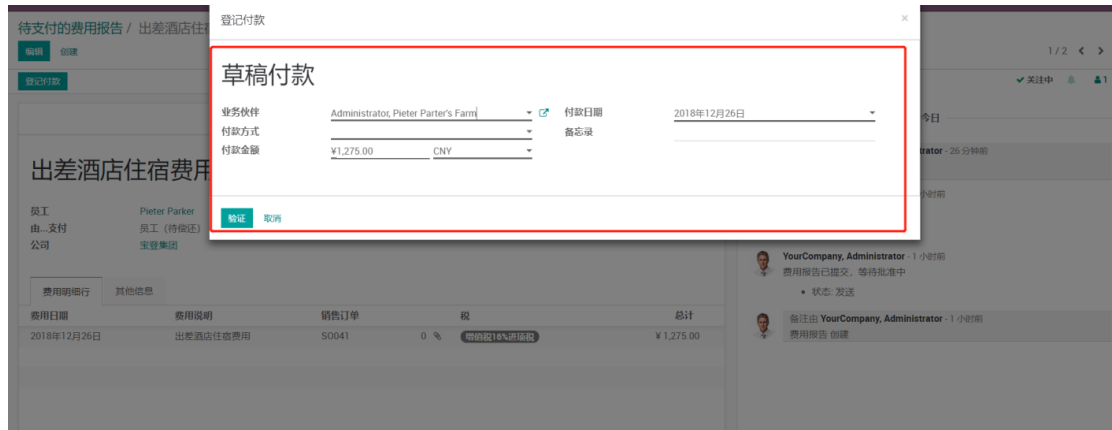 待支付的费用报告 / 出差酒店住宿
登记付款
×
编辑 创建
1 / 2
登记付款
关注中
1
草稿付款
业务伙伴 Administrator, Pieter Parter's Farm
付款日期 2018年12月26日
付款方式
备忘录
付款金额 ¥1,275.00 CNY
验证 取消
今日
trator - 26 分钟前
小时前
出差酒店住宿费用
员工 Pieter Parker
由...支付 员工 (待偿还)
公司 宝登集团
YourCompany, Administrator - 1 小时前
费用报告已提交，等待批准中
• 状态: 发送
费用明细行 其他信息
费用日期 费用说明 销售订单 税 总计
2018年12月26日 出差酒店住宿费用 SO041 0 增值税16%进项税 ¥ 1,275.00
备注由 YourCompany, Administrator - 1 小时前
费用报告 创建